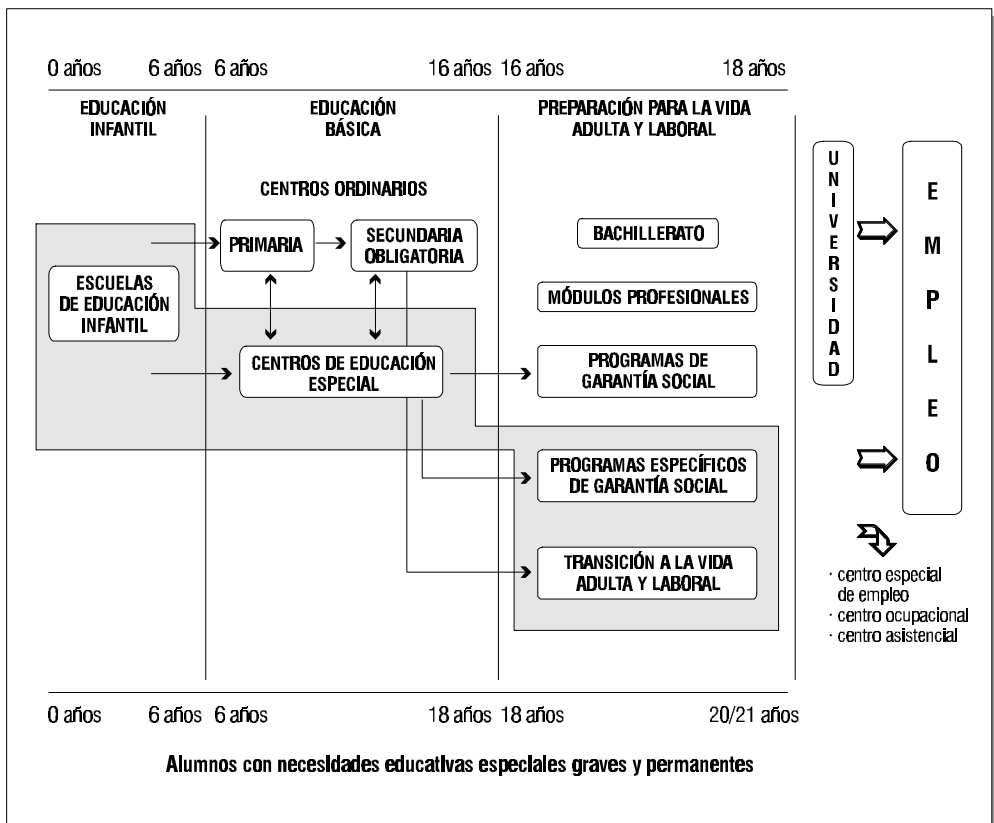 0 años 6 años 6 años 16 años 16 años 18 años
EDUCACIÓN
INFANTIL
EDUCACIÓN
BÁSICA
PREPARACIÓN PARA LA VIDA
ADULTA Y LABORAL
CENTROS ORDINARIOS
PRIMARIA
SECUNDARIA
OBLIGATORIA
BACHILLERATO
ESCUELAS
DE EDUCACIÓN
INFANTIL
MÓDULOS PROFESIONALES
CENTROS DE EDUCACIÓN
ESPECIAL
PROGRAMAS DE
GARANTÍA SOCIAL
PROGRAMAS ESPECÍFICOS
DE GARANTÍA SOCIAL
TRANSICIÓN A LA VIDA
ADULTA Y LABORAL
UNIVERSIDAD
EMPLEO
· centro especial
de empleo
· centro ocupacional
· centro asistencial
0 años 6 años 6 años 18 años 18 años 20/21 años
Alumnos con necesidades educativas especiales graves y permanentes